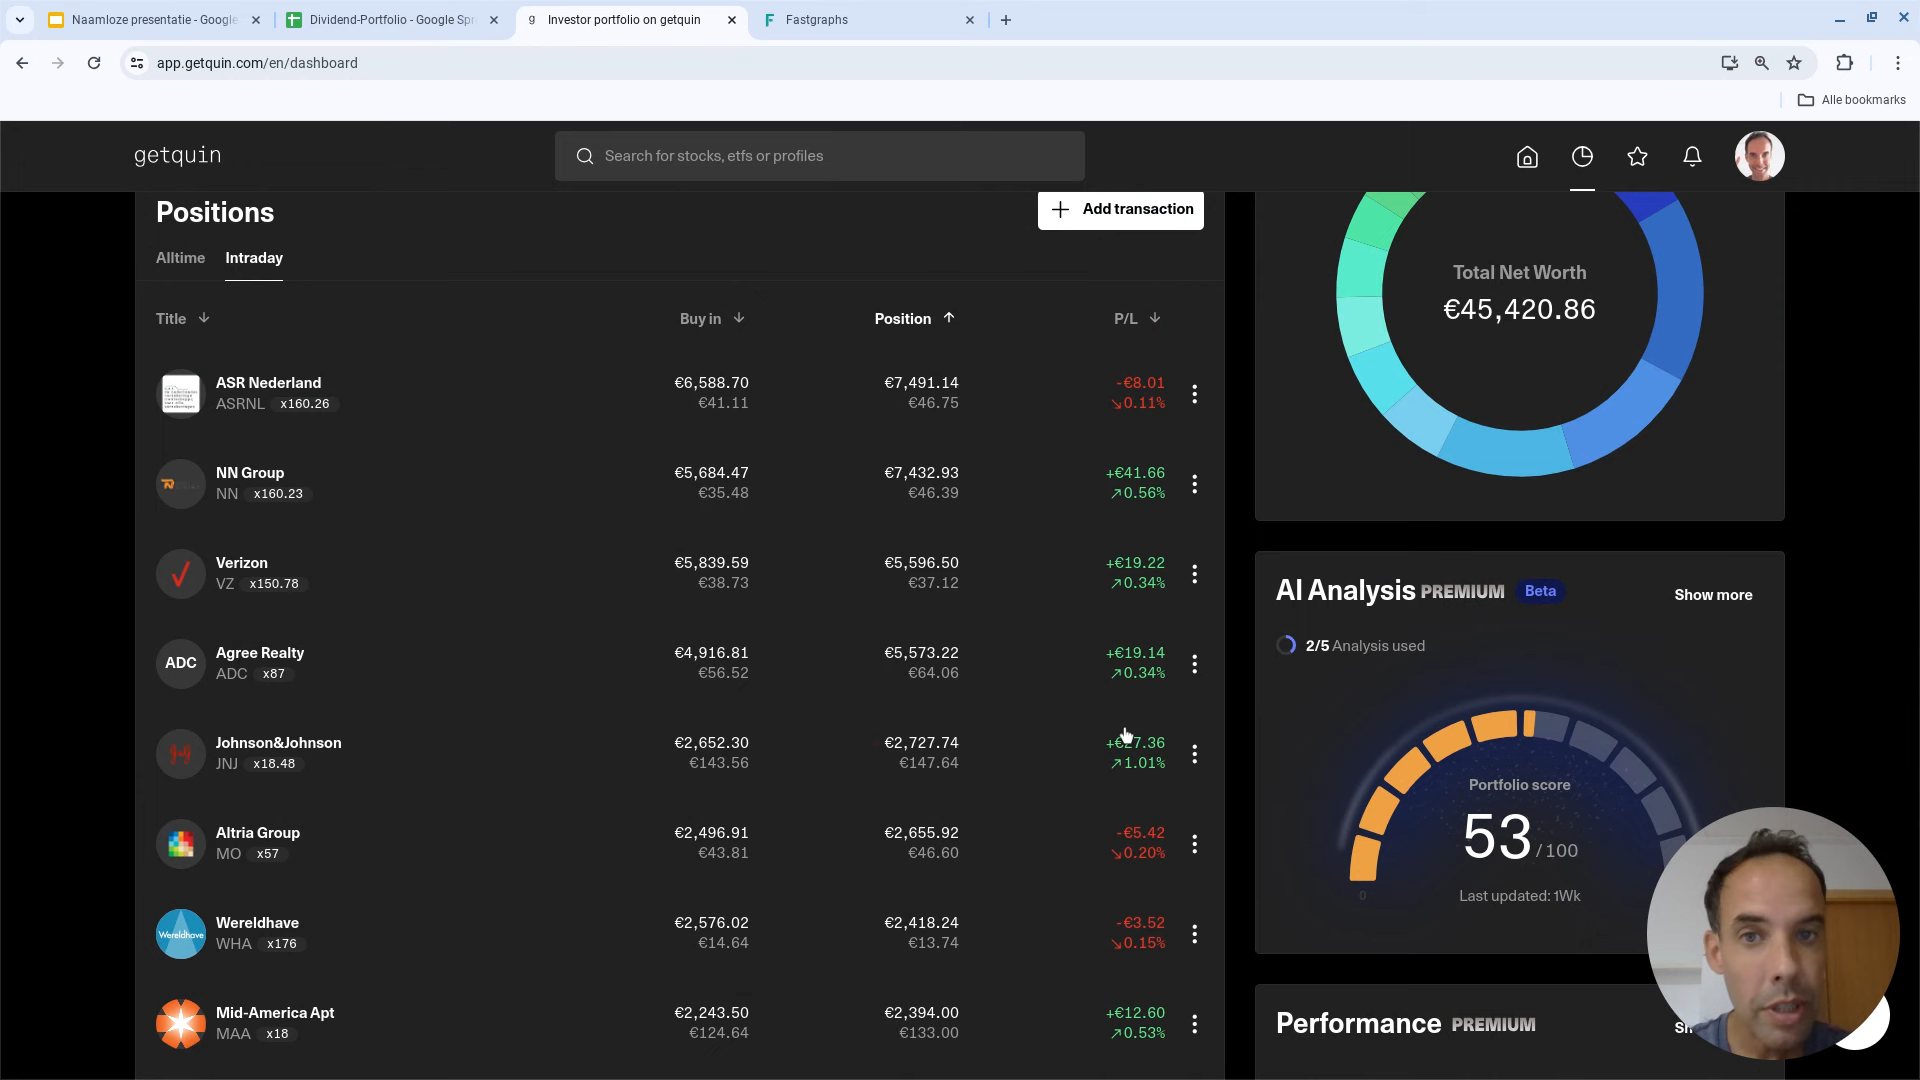 Naamloze presentatie - Google
Dividend-Portfolio - Google Spr
g Investor portfolio on getquin
F Fastgraphs
app.getquin.com/en/dashboard
Alle bookmarks
getquin
Search for stocks, etfs or profiles
Positions
Add transaction
Alltime Intraday
Title Buy in Position P/L
ASR Nederland €6,588.70 €7,491.14 -€8.01
ASRNL x160.26 €41.11 €46.75 ↘0.11%
NN Group €5,684.47 €7,432.93 +€41.66
NN x160.23 €35.48 €46.39 ↗0.56%
Verizon €5,839.59 €5,596.50 +€19.22
VZ x150.78 €38.73 €37.12 ↗0.34%
ADC
Agree Realty €4,916.81 €5,573.22 +€19.14
ADC x87 €56.52 €64.06 ↗0.34%
Johnson&Johnson €2,652.30 €2,727.74 +€27.36
JNJ x18.48 €143.56 €147.64 ↗1.01%
Altria Group €2,496.91 €2,655.92 -€5.42
MO x57 €43.81 €46.60 ↘0.20%
Wereldhave
Wereldhave €2,576.02 €2,418.24 -€3.52
WHA x176 €14.64 €13.74 ↘0.15%
Mid-America Apt €2,243.50 €2,394.00 +€12.60
MAA x18 €124.64 €133.00 ↗0.53%
Total Net Worth
€45,420.86
AI Analysis PREMIUM Beta Show more
2/5 Analysis used
Portfolio score
53 /100
0
Last updated: 1Wk
Performance PREMIUM